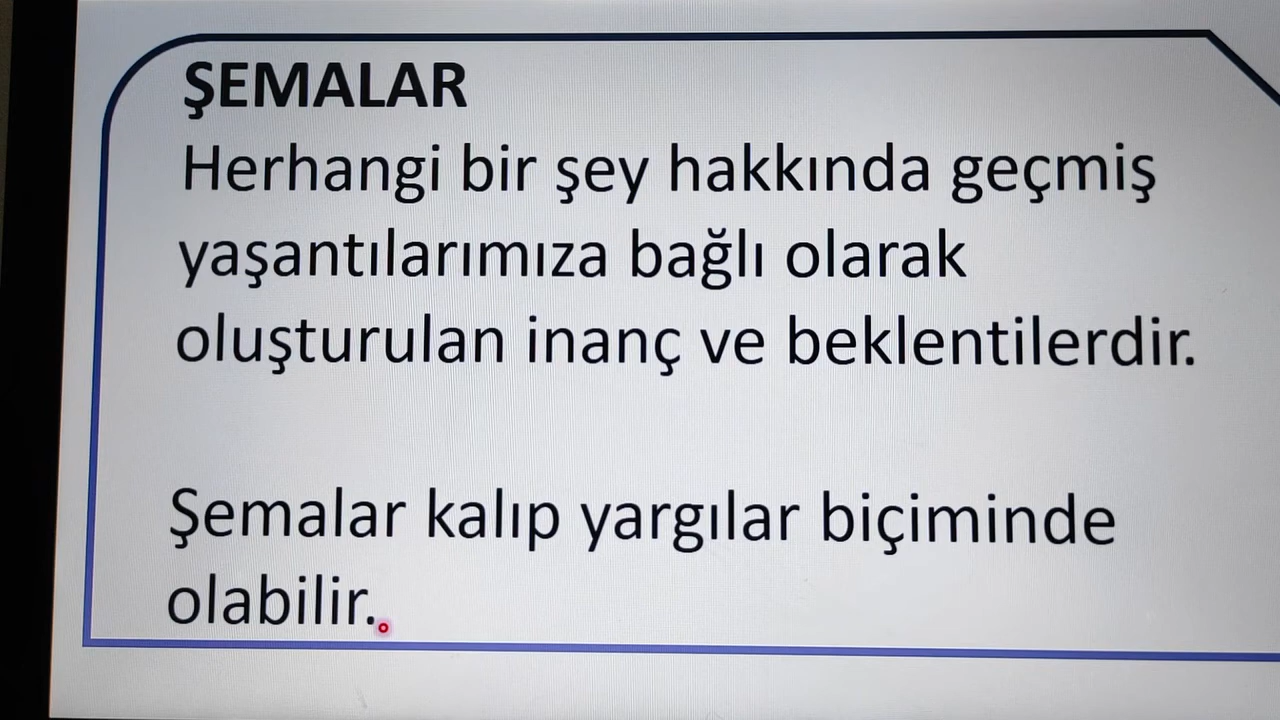 ŞEMALAR
Herhangi bir şey hakkında geçmiş
yaşantılarımıza bağlı olarak
oluşturulan inanç ve beklentilerdir.
Şemalar kalıp yargılar biçiminde
olabilir.